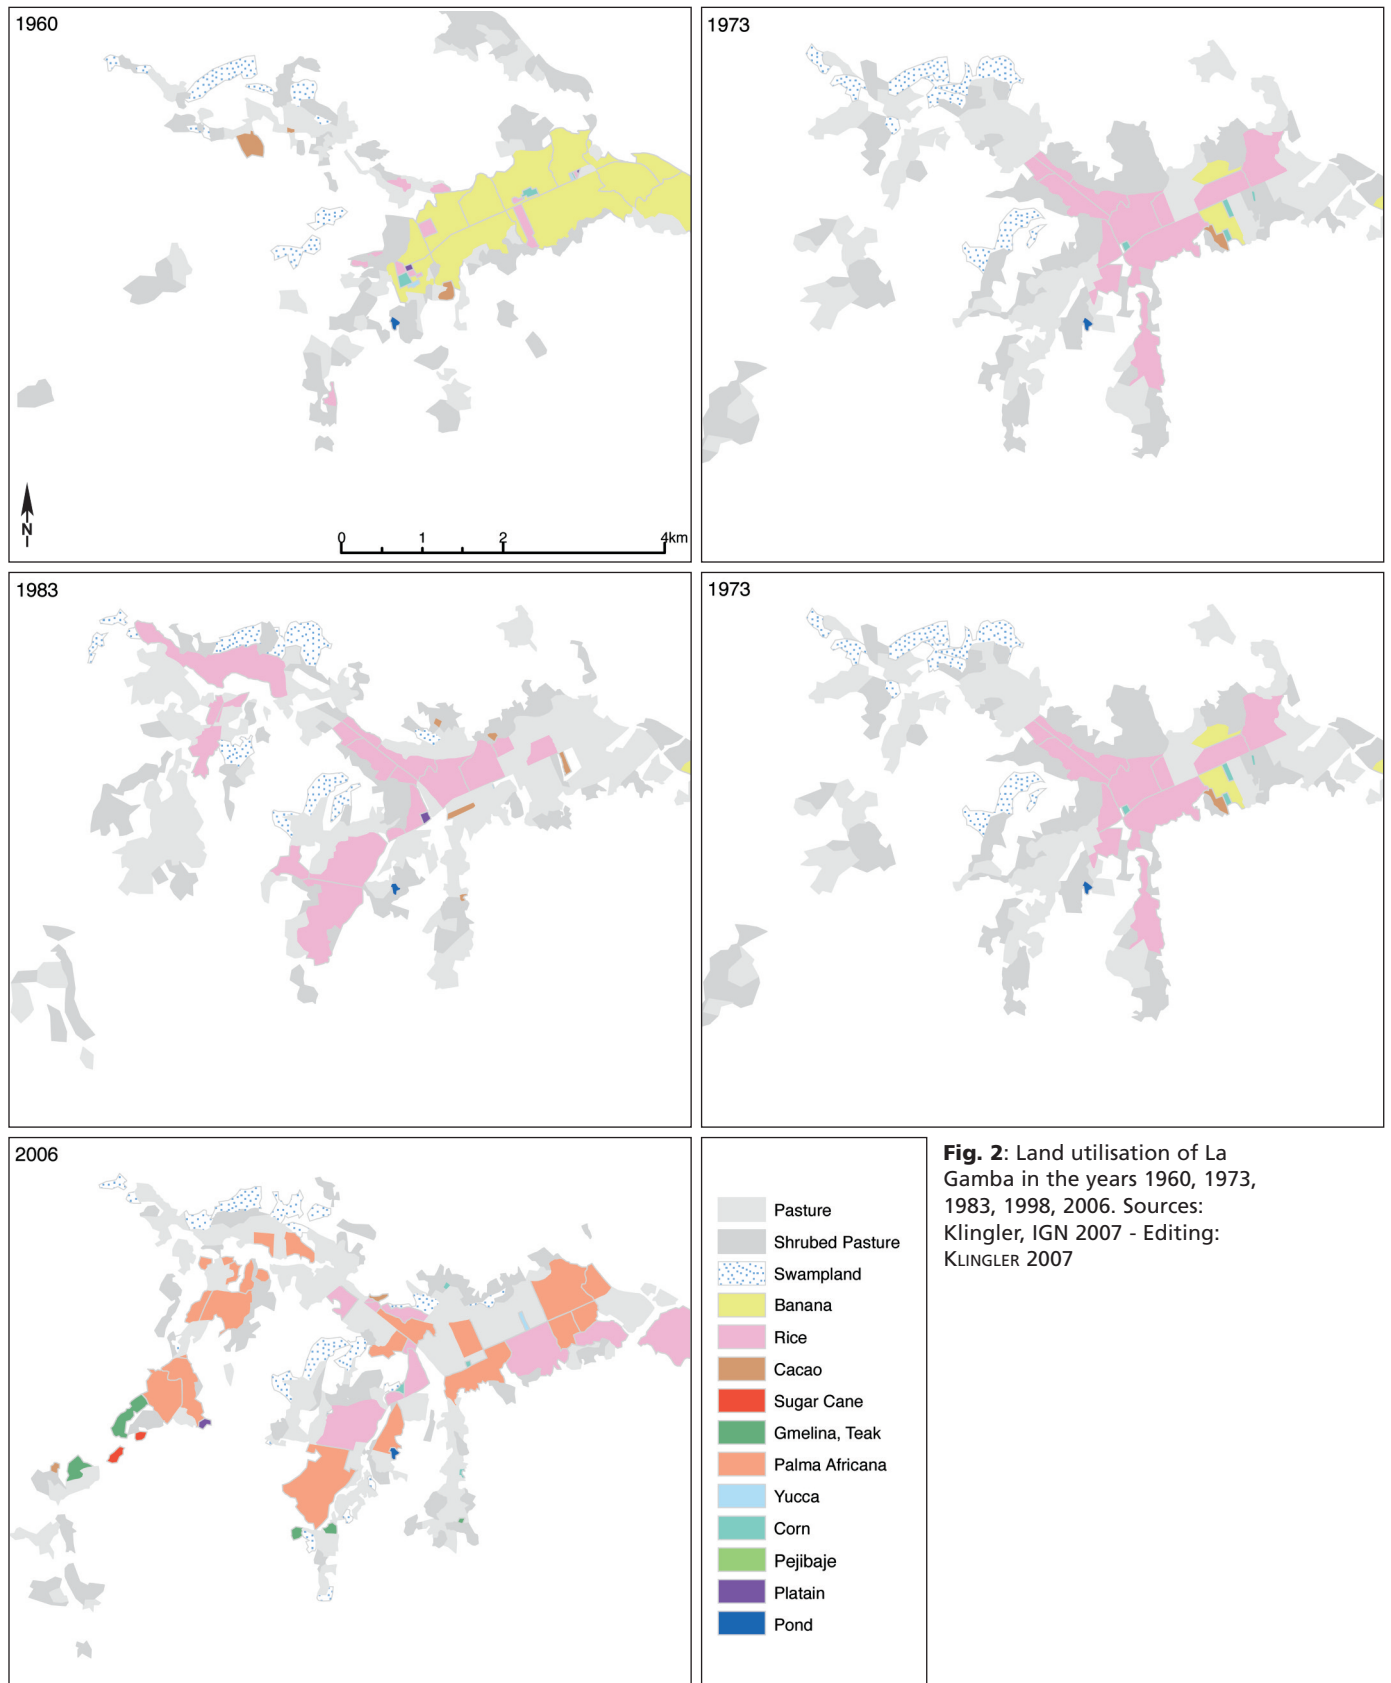 1960
1973
N
0 1 2 4km
1983
1973
2006
Pasture
Shrubed Pasture
Swampland
Banana
Rice
Cacao
Sugar Cane
Gmelina, Teak
Palma Africana
Yucca
Corn
Pejibaje
Platain
Pond
Fig. 2: Land utilisation of La
Gamba in the years 1960, 1973,
1983, 1998, 2006. Sources:
Klingler, IGN 2007 - Editing:
KLINGLER 2007